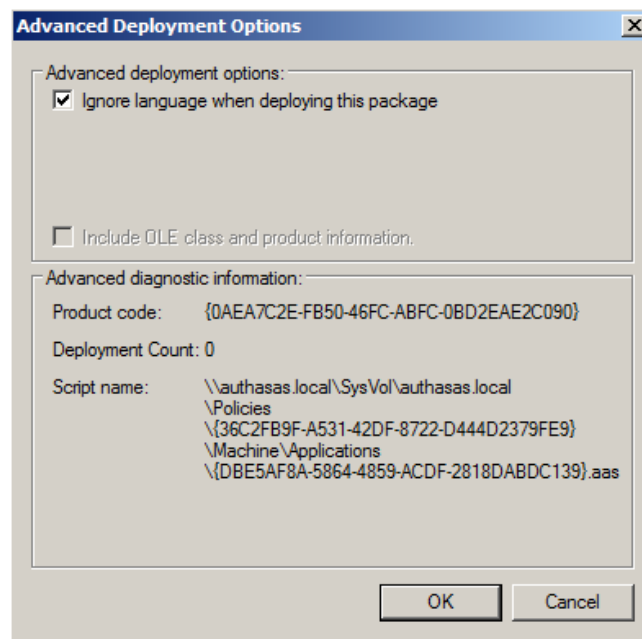 Advanced Deployment Options
Advanced deployment options:
Ignore language when deploying this package
Include OLE class and product information.
Advanced diagnostic information:
Product code: {0AEA7C2E-FB50-46FC-ABFC-0BD2EAE2C090}
Deployment Count: 0
Script name: \\authasas.local\SysVol\authasas.local
\Policies
\{36C2FB9F-A531-42DF-8722-D444D2379FE9}
\Machine\Applications
\{DBE5AF8A-5864-4859-ACDF-2818DABDC139}.aas
OK Cancel